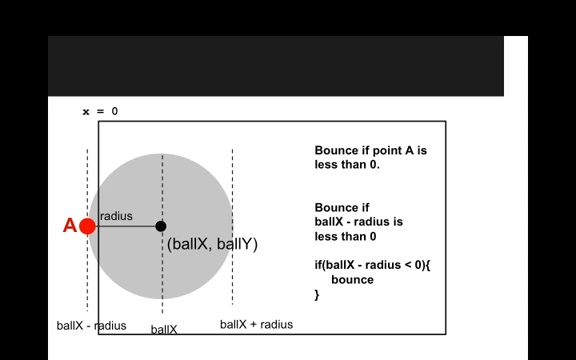 x = 0
Bounce if point A is
less than 0.
radius
A
(ballX, ballY)
Bounce if
ballX - radius is
less than 0
if(ballX - radius < 0){
bounce
}
ballX - radius
ballX
ballX + radius